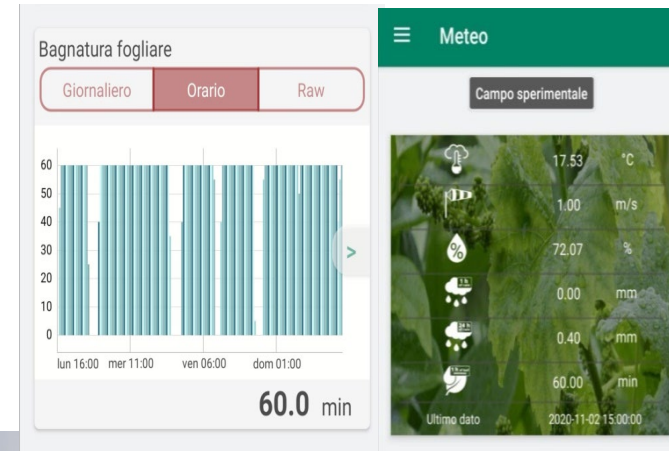 Bagnatura fogliare
Giornaliero Orario Raw
60
50
40
30
20
10
0
lun 16:00 mer 11:00 ven 06:00 dom 01:00
60.0 min
Meteo
Campo sperimentale
17.53 °C
1.00 m/s
% 72.07 %
0.00 mm
0.40 mm
60.00 min
Ultimo dato 2020-11-02 15:00:00